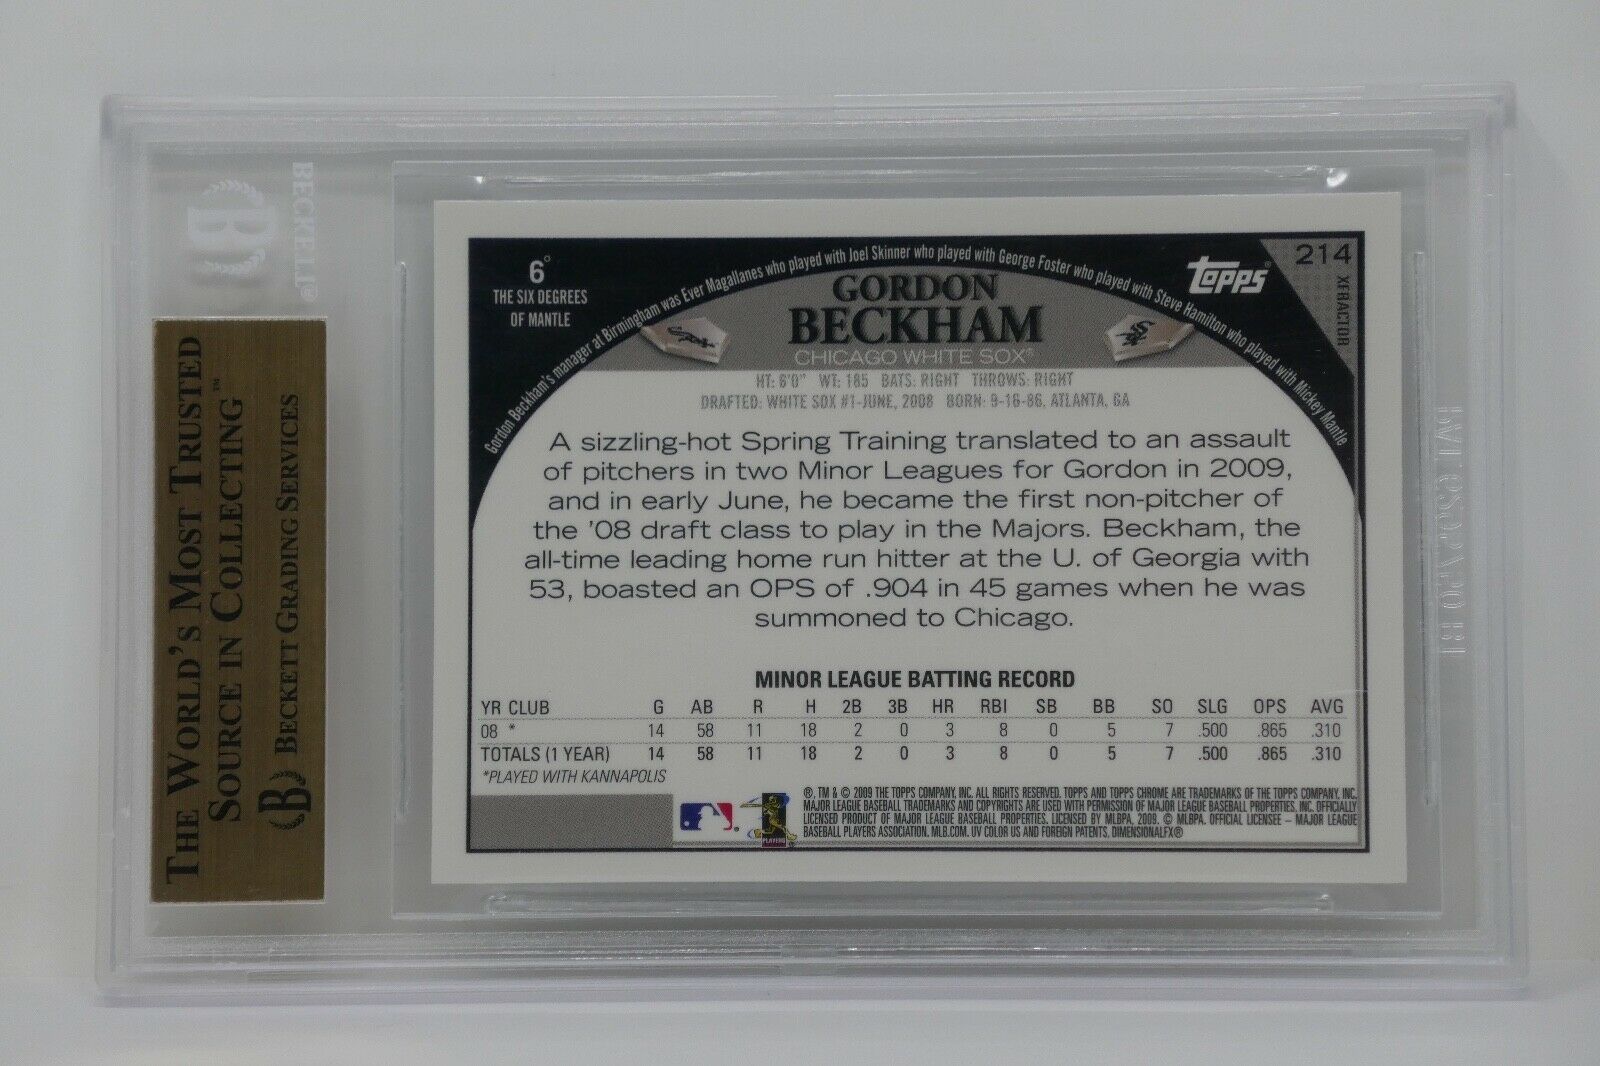 BECKETT®
B
THE WORLD'S MOST TRUSTED
SOURCE IN COLLECTING™
B BECKETT GRADING SERVICES
6°
THE SIX DEGREES
OF MANTLE
Gordon Beckham's manager at Birmingham was Ever Magallanes who played with Joel Skinner who played with George Foster who played with Steve Hamilton who played with Mickey Mantle
topps®
214
XFRACTOR
GORDON
BECKHAM
CHICAGO WHITE SOX®
Sox
Sox
HT: 6'0" WT: 185 BATS: RIGHT THROWS: RIGHT
DRAFTED: WHITE SOX #1-JUNE, 2008 BORN: 9-16-86, ATLANTA, GA
A sizzling-hot Spring Training translated to an assault
of pitchers in two Minor Leagues for Gordon in 2009,
and in early June, he became the first non-pitcher of
the '08 draft class to play in the Majors. Beckham, the
all-time leading home run hitter at the U. of Georgia with
53, boasted an OPS of .904 in 45 games when he was
summoned to Chicago.
MINOR LEAGUE BATTING RECORD
YR CLUB G AB R H 2B 3B HR RBI SB BB SO SLG OPS AVG
08 * 14 58 11 18 2 0 3 8 0 5 7 .500 .865 .310
TOTALS (1 YEAR) 14 58 11 18 2 0 3 8 0 5 7 .500 .865 .310
*PLAYED WITH KANNAPOLIS
PLAYERS
®, TM & © 2009 THE TOPPS COMPANY, INC. ALL RIGHTS RESERVED. TOPPS AND TOPPS CHROME ARE TRADEMARKS OF THE TOPPS COMPANY, INC.
MAJOR LEAGUE BASEBALL TRADEMARKS AND COPYRIGHTS ARE USED WITH PERMISSION OF MAJOR LEAGUE BASEBALL PROPERTIES, INC. OFFICIALLY
LICENSED PRODUCT OF MAJOR LEAGUE BASEBALL PROPERTIES. LICENSED BY MLBPA, 2009. © MLBPA. OFFICIAL LICENSEE – MAJOR LEAGUE
BASEBALL PLAYERS ASSOCIATION. MLB.COM. UV COLOR US AND FOREIGN PATENTS, DIMENSIONALFX®